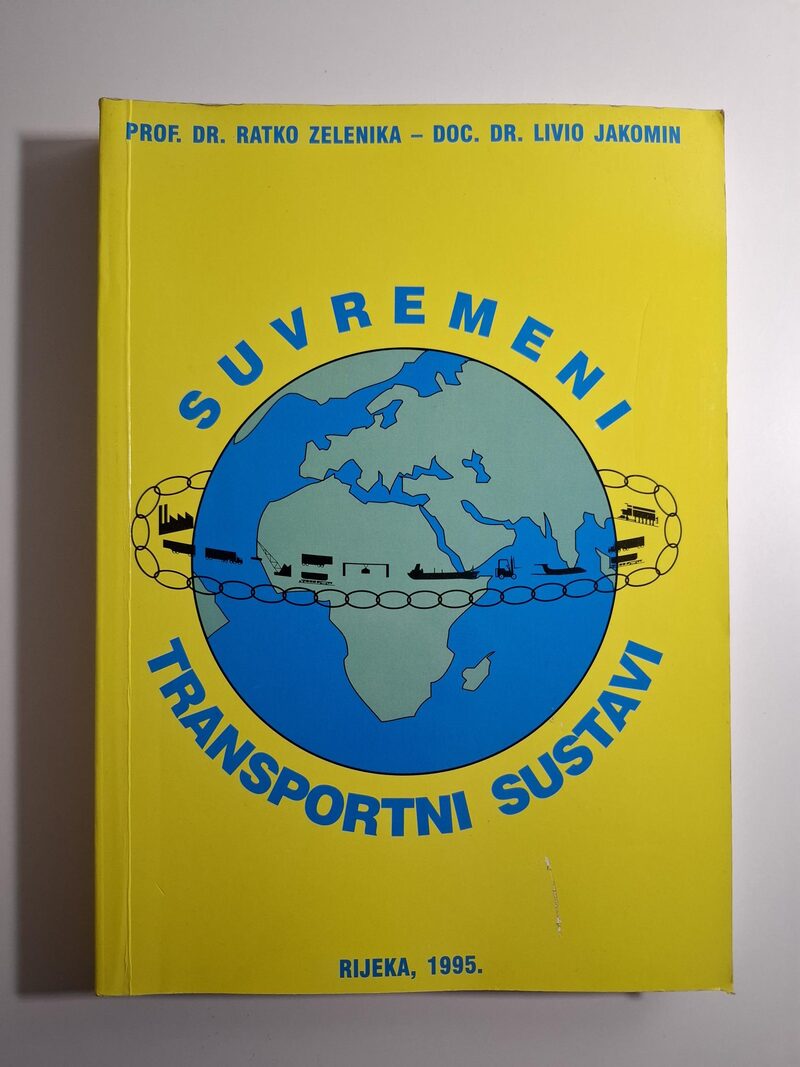 PROF. DR. RATKO ZELENIKA – DOC. DR. LIVIO JAKOMIN
SUVREMENI
TRANSPORTNI SUSTAVI
RIJEKA, 1995.